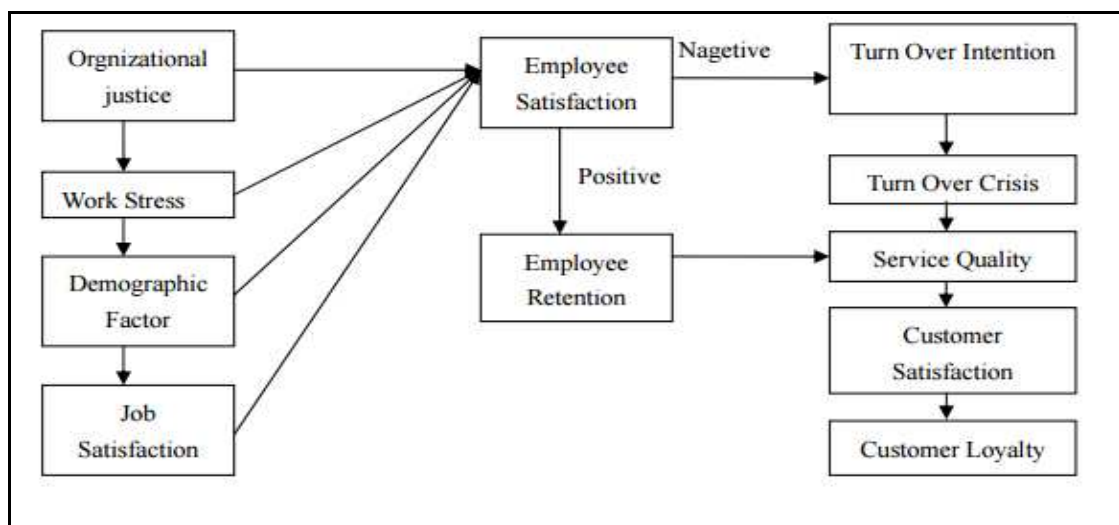 Orgnizational
justice
Work Stress
Demographic
Factor
Job
Satisfaction
Employee
Satisfaction
Nagetive
Positive
Employee
Retention
Turn Over Intention
Turn Over Crisis
Service Quality
Customer
Satisfaction
Customer Loyalty